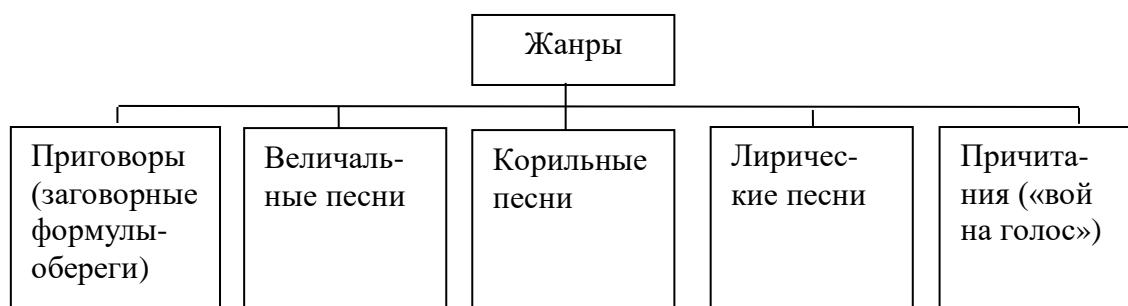 Жанры
Приговоры
(заговорные
формулы-
обереги)
Величаль-
ные песни
Корильные
песни
Лиричес-
кие песни
Причита-
ния («вой
на голос»)